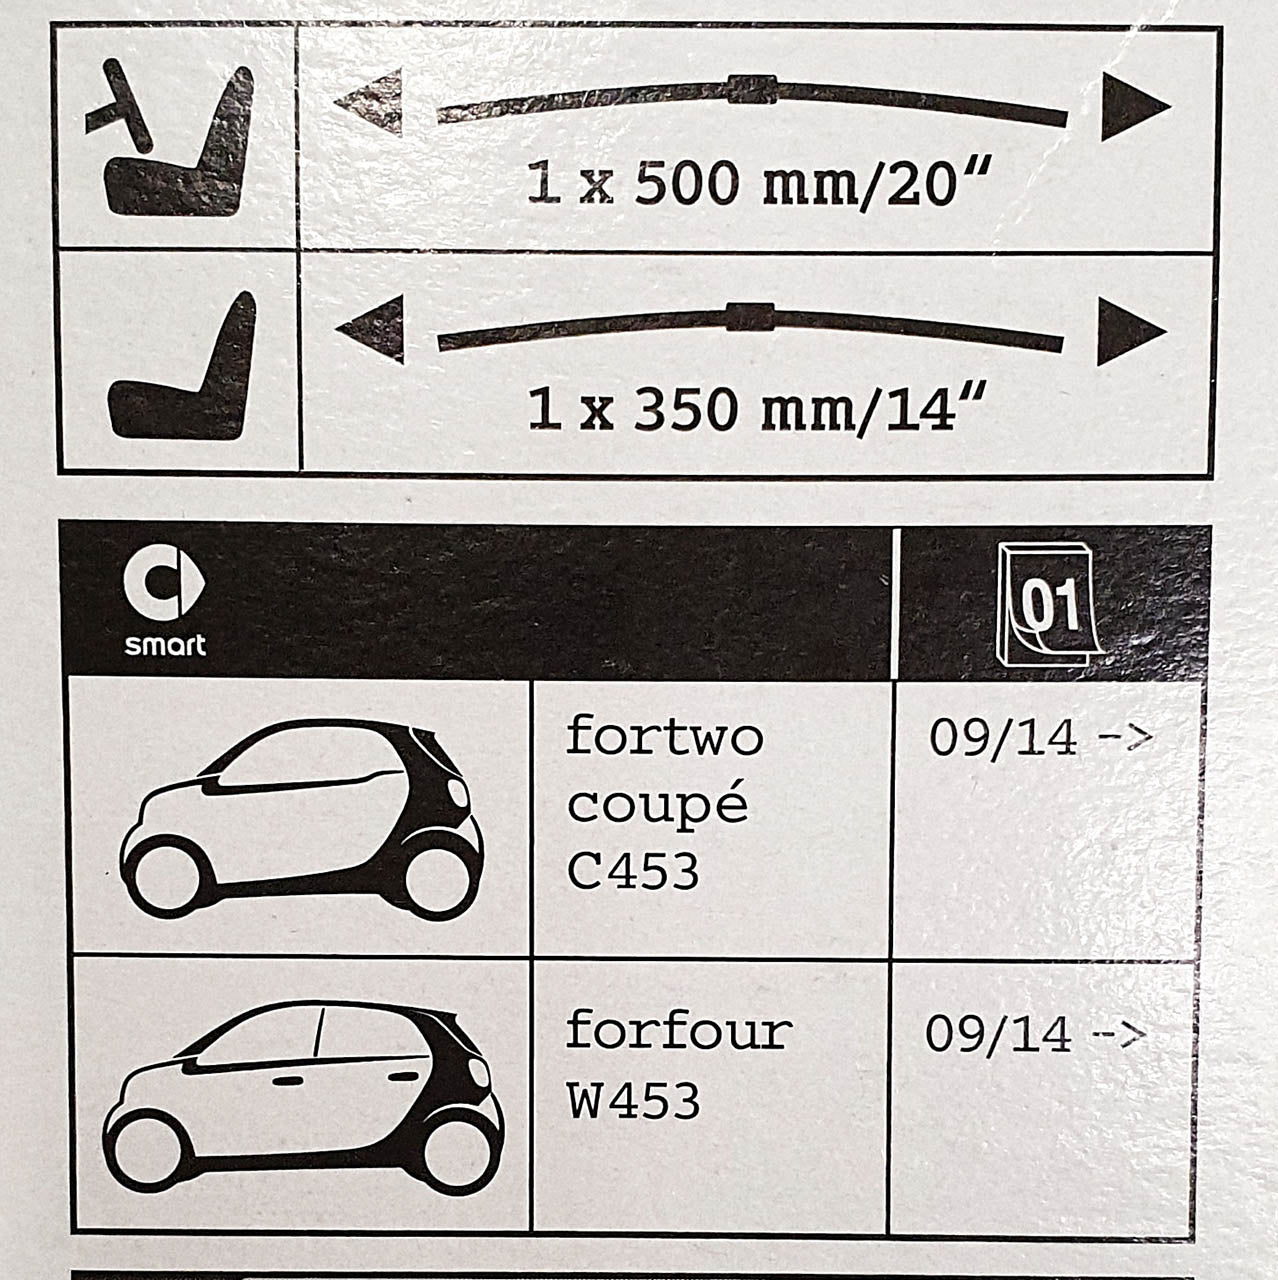 1 x 500 mm/20“
1 x 350 mm/14“
smart
01
fortwo
coupé
C453
09/14 ->
forfour
W453
09/14 -->